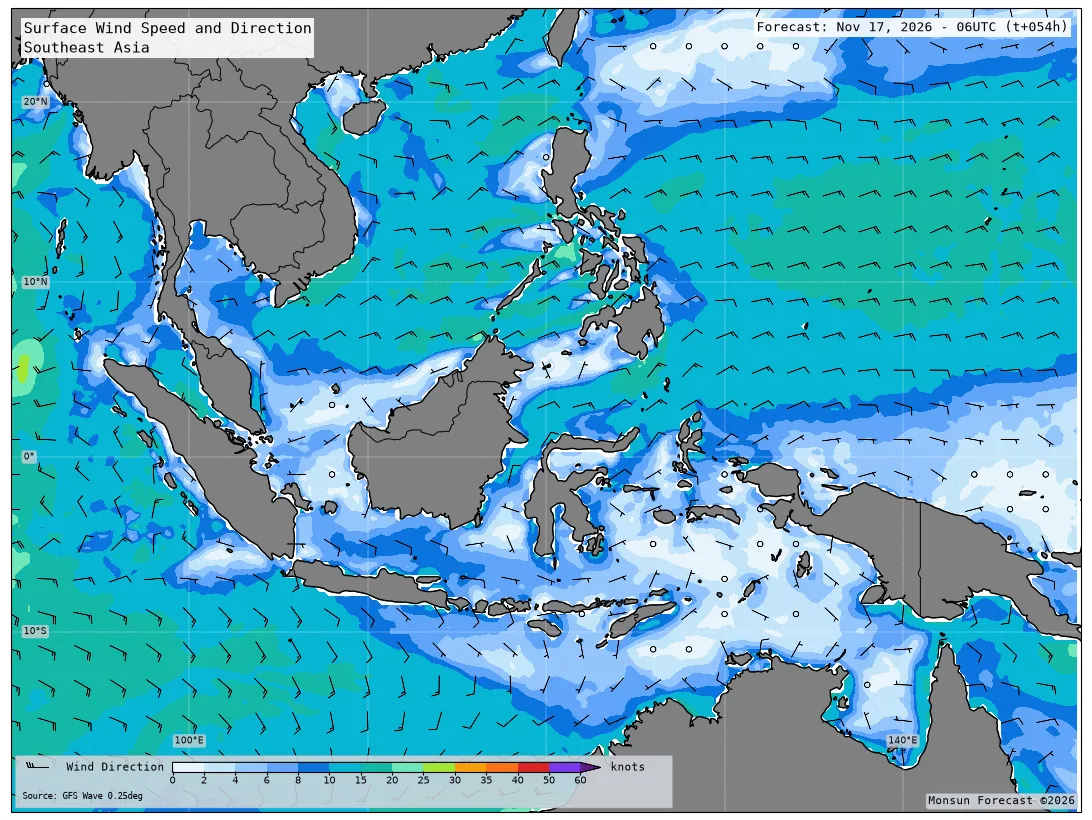 Surface Wind Speed and Direction
Southeast Asia
Forecast: Nov 17, 2026 - 06UTC (t+054h)
20°N
10°N
0°
10°S
100°E
140°E
Wind Direction
0 2 4 6 8 10 15 20 25 30 40 50 60
knots
Source: GFS Wave 0.25deg
Monsun Forecast ©2026